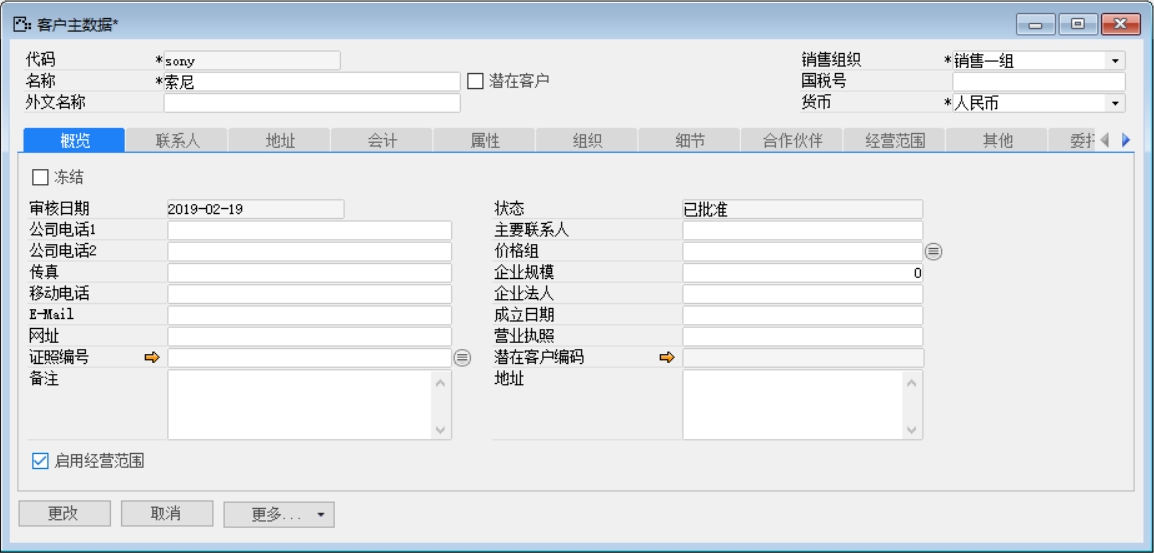 客户主数据*
代码 *sony 销售组织 *销售一组
名称 *索尼 潜在客户 国税号
外文名称 货币 *人民币
概览 联系人 地址 会计 属性 组织 细节 合作伙伴 经营范围 其他
冻结
审核日期 2019-02-19 状态 已批准
公司电话1 主要联系人
公司电话2 价格组
传真 企业规模 0
移动电话 企业法人
E-Mail 成立日期
网址 营业执照
证照编号 潜在客户编码
备注 地址
启用经营范围
更改 取消 更多...